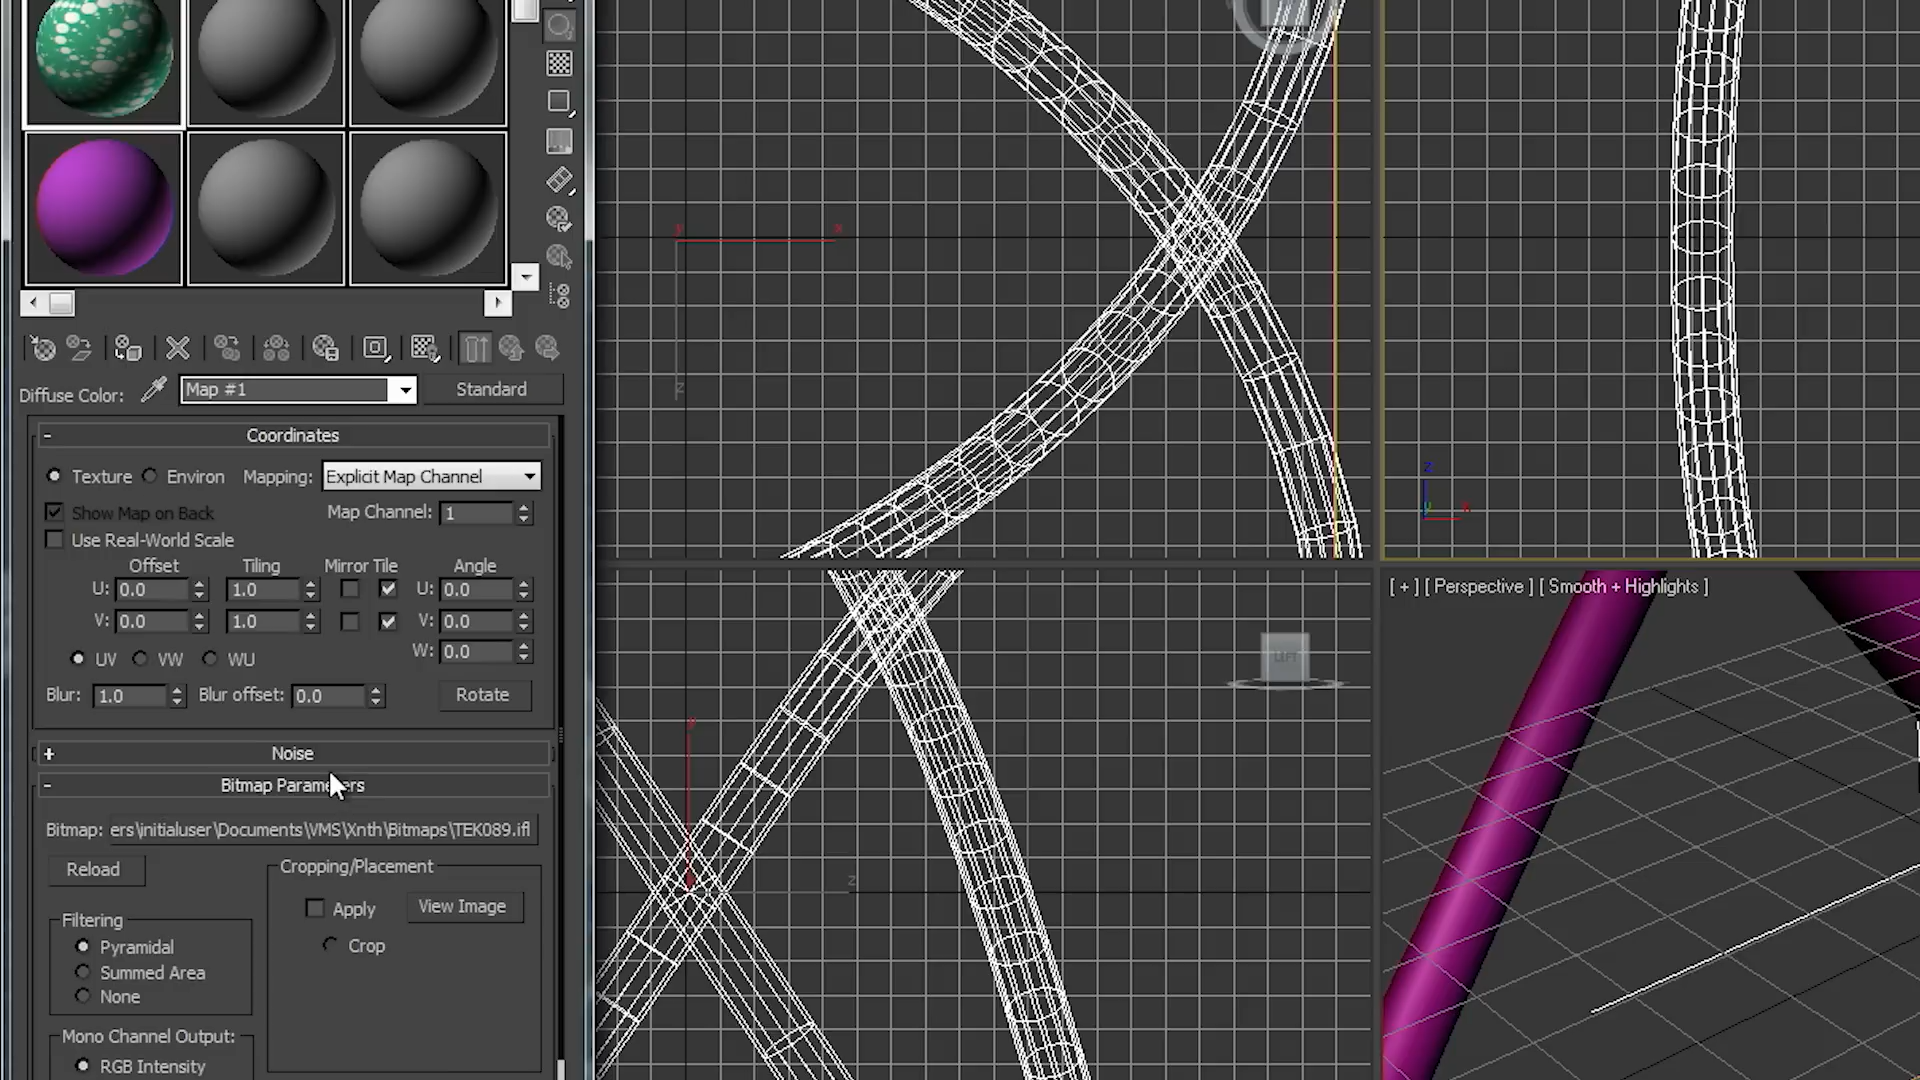 Diffuse Color: Map #1 Standard
- Coordinates
Texture Environ Mapping: Explicit Map Channel
Show Map on Back Map Channel: 1
Use Real-World Scale
Offset Tiling Mirror Tile Angle
U: 0.0 1.0 U: 0.0
V: 0.0 1.0 V: 0.0
W: 0.0
UV VW WU
Blur: 1.0 Blur offset: 0.0 Rotate
+ Noise
- Bitmap Parameters
Bitmap: ers\initialuser\Documents\VMS\Xnth\Bitmaps\TEK089.ifl
Reload
Cropping/Placement
Apply View Image
Crop
Filtering
Pyramidal
Summed Area
None
Mono Channel Output:
RGB Intensity
y x
z
z
y x
[ + ] [ Perspective ] [ Smooth + Highlights ]
LEFT
y
z